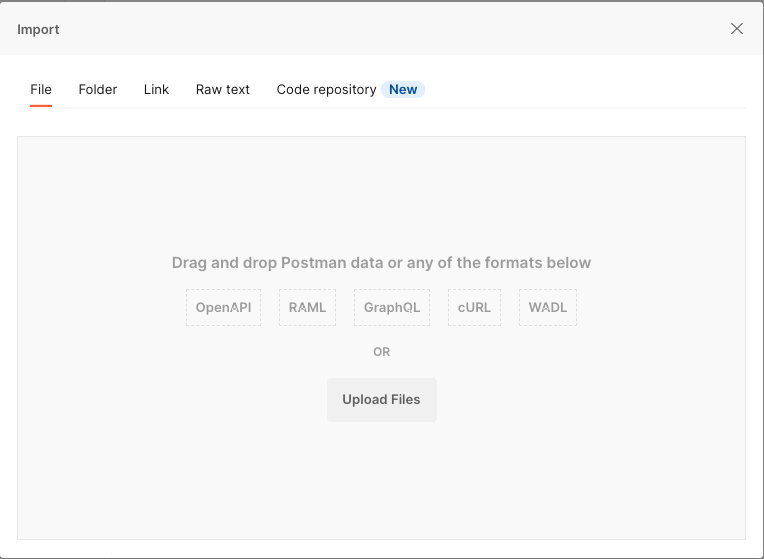 Import
File Folder Link Raw text Code repository New
Drag and drop Postman data or any of the formats below
OpenAPI RAML GraphQL cURL WADL
OR
Upload Files